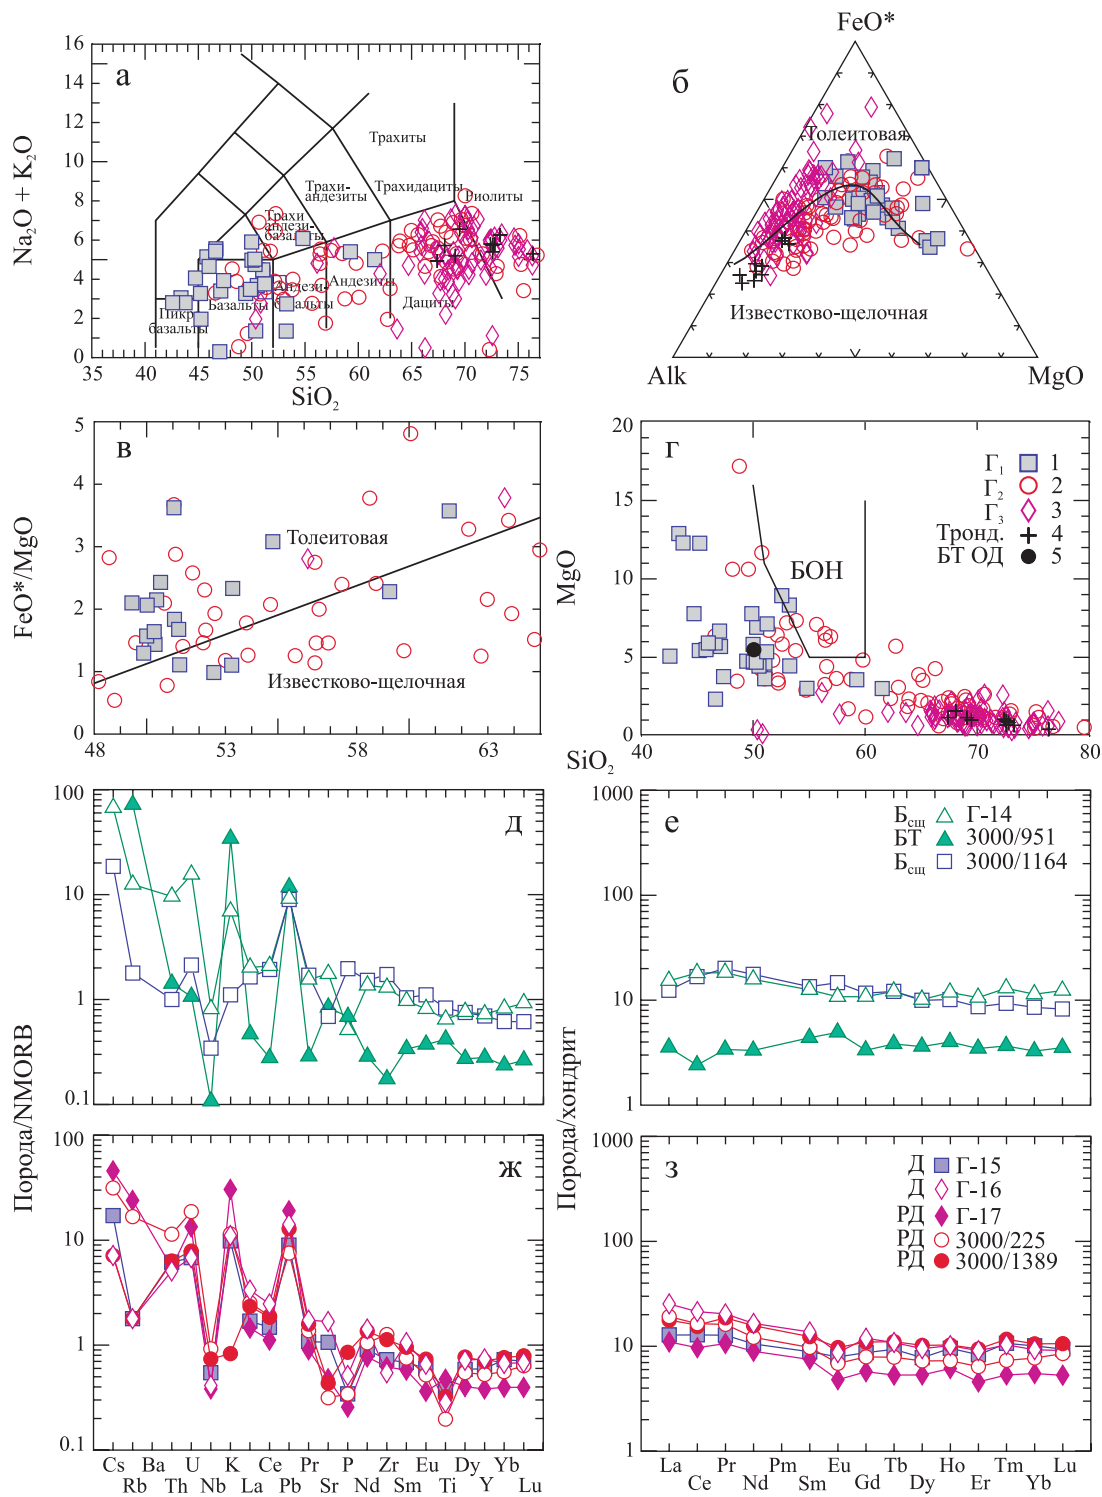 а
16
14
12
10
8
6
4
2
0
Na₂O + K₂O
Трахиты
Трахи-
андезиты
Трахидациты
Риолиты
Трахи
андези-
базальты
Пикр.
базальты
Базальты
Андези-
базальты
Андезиты
Дациты
35 40 45 50 55 60 65 70 75
SiO₂
б
FeO*
Толеитовая
Известково-щелочная
Alk
MgO
в
5
4
3
2
1
0
FeO*/MgO
Толеитовая
Известково-щелочная
48 53 58 63
г
20
15
10
5
0
MgO
БОН
Г₁ 1
Г₂ 2
Г₃ 3
Тронд. 4
БТ ОД 5
40 50 60 70 80
SiO₂
д
100
10
1
0.1
Порода/NMORB
е
1000
100
10
1
Порода/хондрит
Бсщ Г-14
БТ 3000/951
Бсщ 3000/1164
ж
100
10
1
0.1
Cs Ba U K Ce Pr P Zr Eu Dy Yb
Rb Th Nb La Pb Sr Nd Sm Ti Y Lu
з
1000
100
10
1
Д Г-15
Д Г-16
РД Г-17
РД 3000/225
РД 3000/1389
La Pr Pm Eu Tb Ho Tm Lu
Ce Nd Sm Gd Dy Er Yb